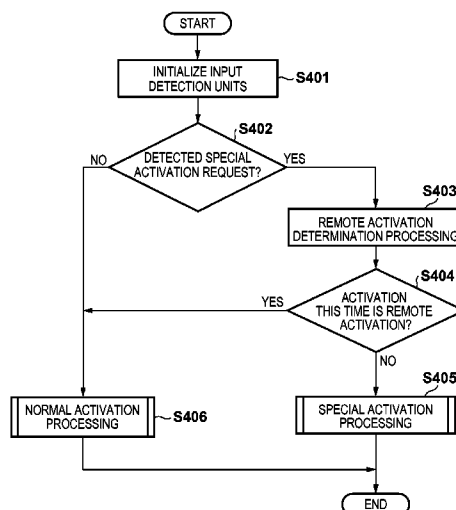 START
INITIALIZE INPUT
DETECTION UNITS
S401
S402
DETECTED SPECIAL
ACTIVATION REQUEST?
NO
YES
S403
REMOTE ACTIVATION
DETERMINATION PROCESSING
S404
ACTIVATION
THIS TIME IS REMOTE
ACTIVATION?
YES
NO
S405
SPECIAL ACTIVATION
PROCESSING
NORMAL ACTIVATION
PROCESSING
S406
END